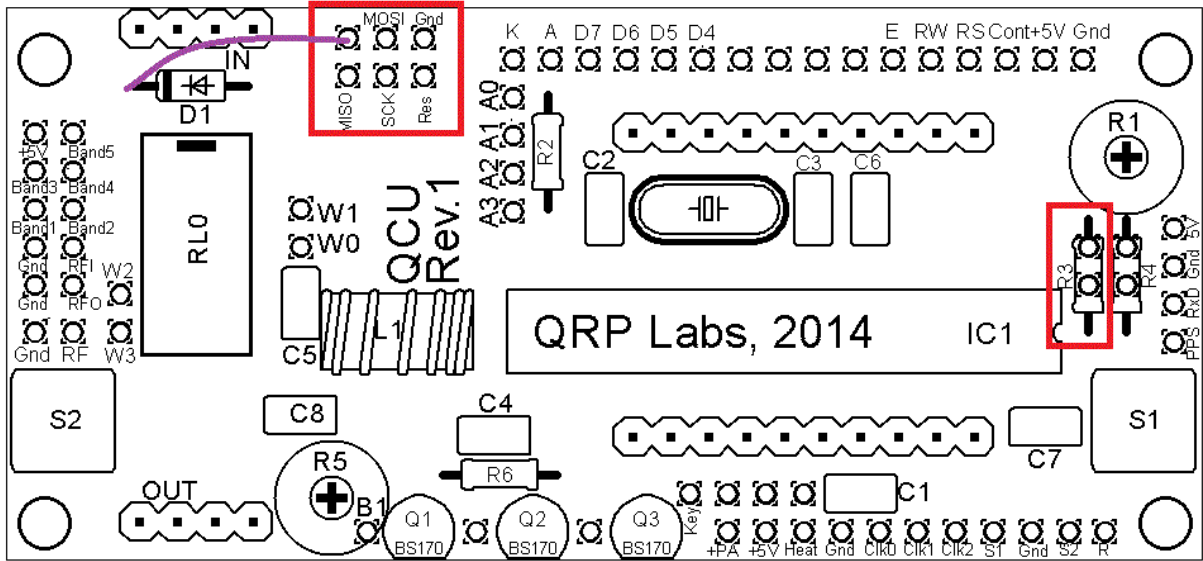 MOSI Gnd
IN
K A D7 D6 D5 D4 E RW RS Cont +5V Gnd
D1
MISO SCK Res
A0
A1
A2
A3
R2
C2
C3
C6
R1
+5V Band5
Band3 Band4
Band1 Band2
Gnd RFI
Gnd RFO
W2
Gnd RF W3
RL0
W1
W0
QCU
Rev.1
C5
L1
QRP Labs, 2014 IC1
R3
R4
5V
Gnd
RxD
PPS
S2
C8
C4
R6
R5
C7
S1
OUT
B1
Q1
BS170
Q2
BS170
Q3
BS170
Key
C1
+PA +5V Heat Gnd Clk0 Clk1 Clk2 S1 Gnd S2 R